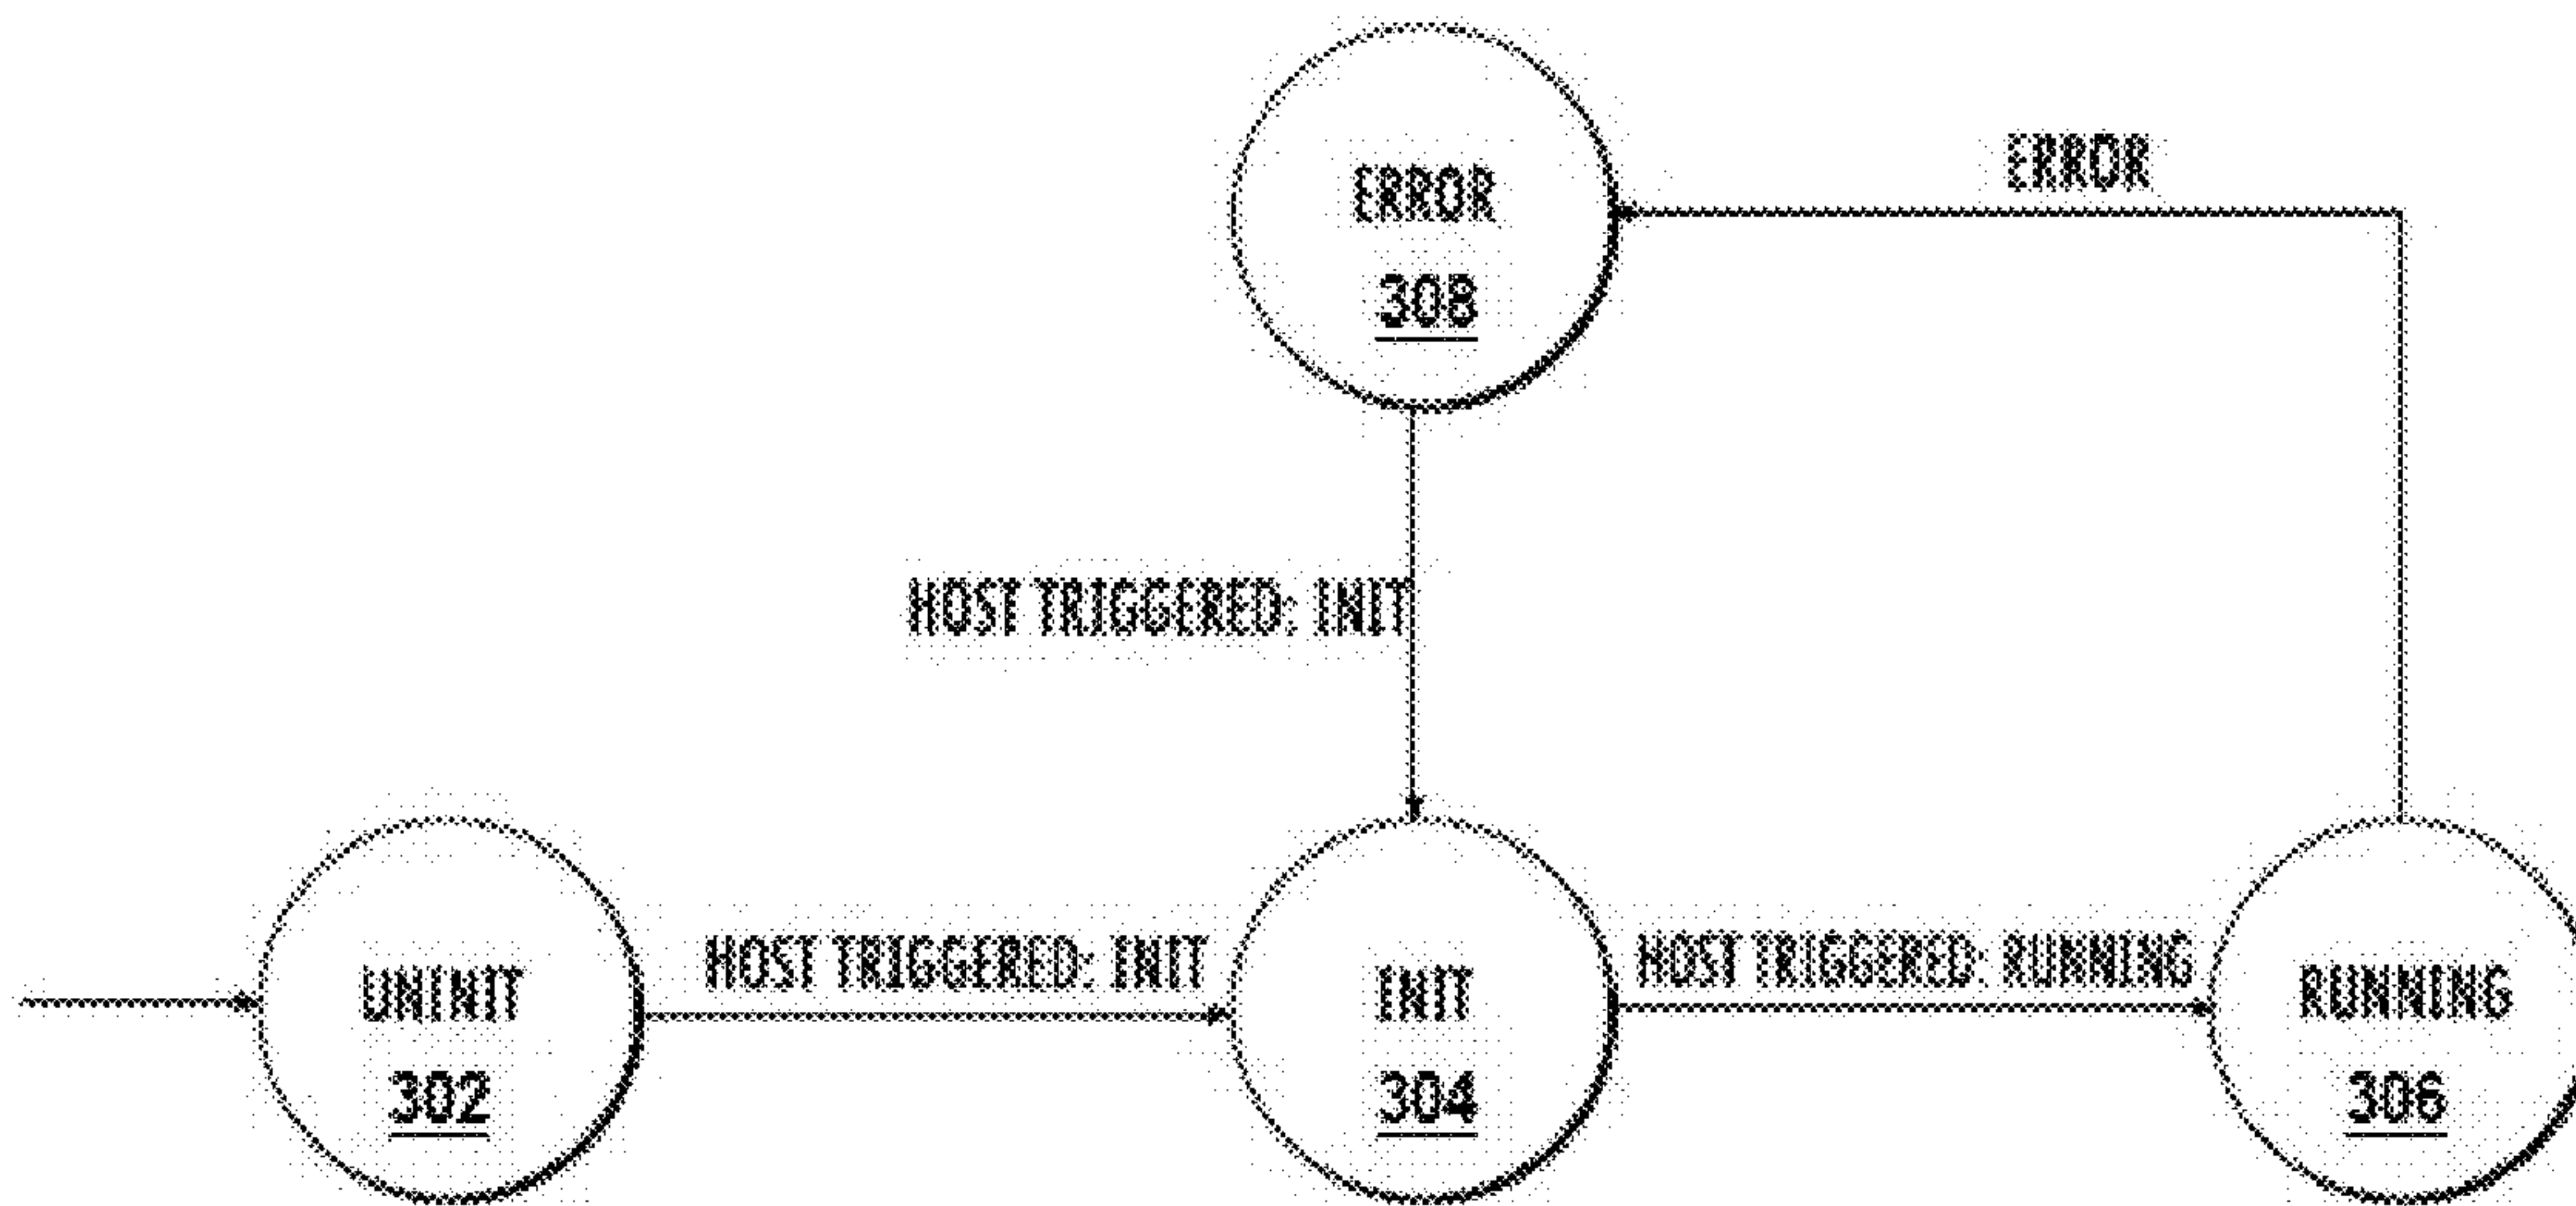 ERROR
ERROR
308
HOST TRIGGERED: INIT
HOST TRIGGERED: INIT
HOST TRIGGERED: RUNNING
UNINIT
INIT
RUNNING
302
304
306